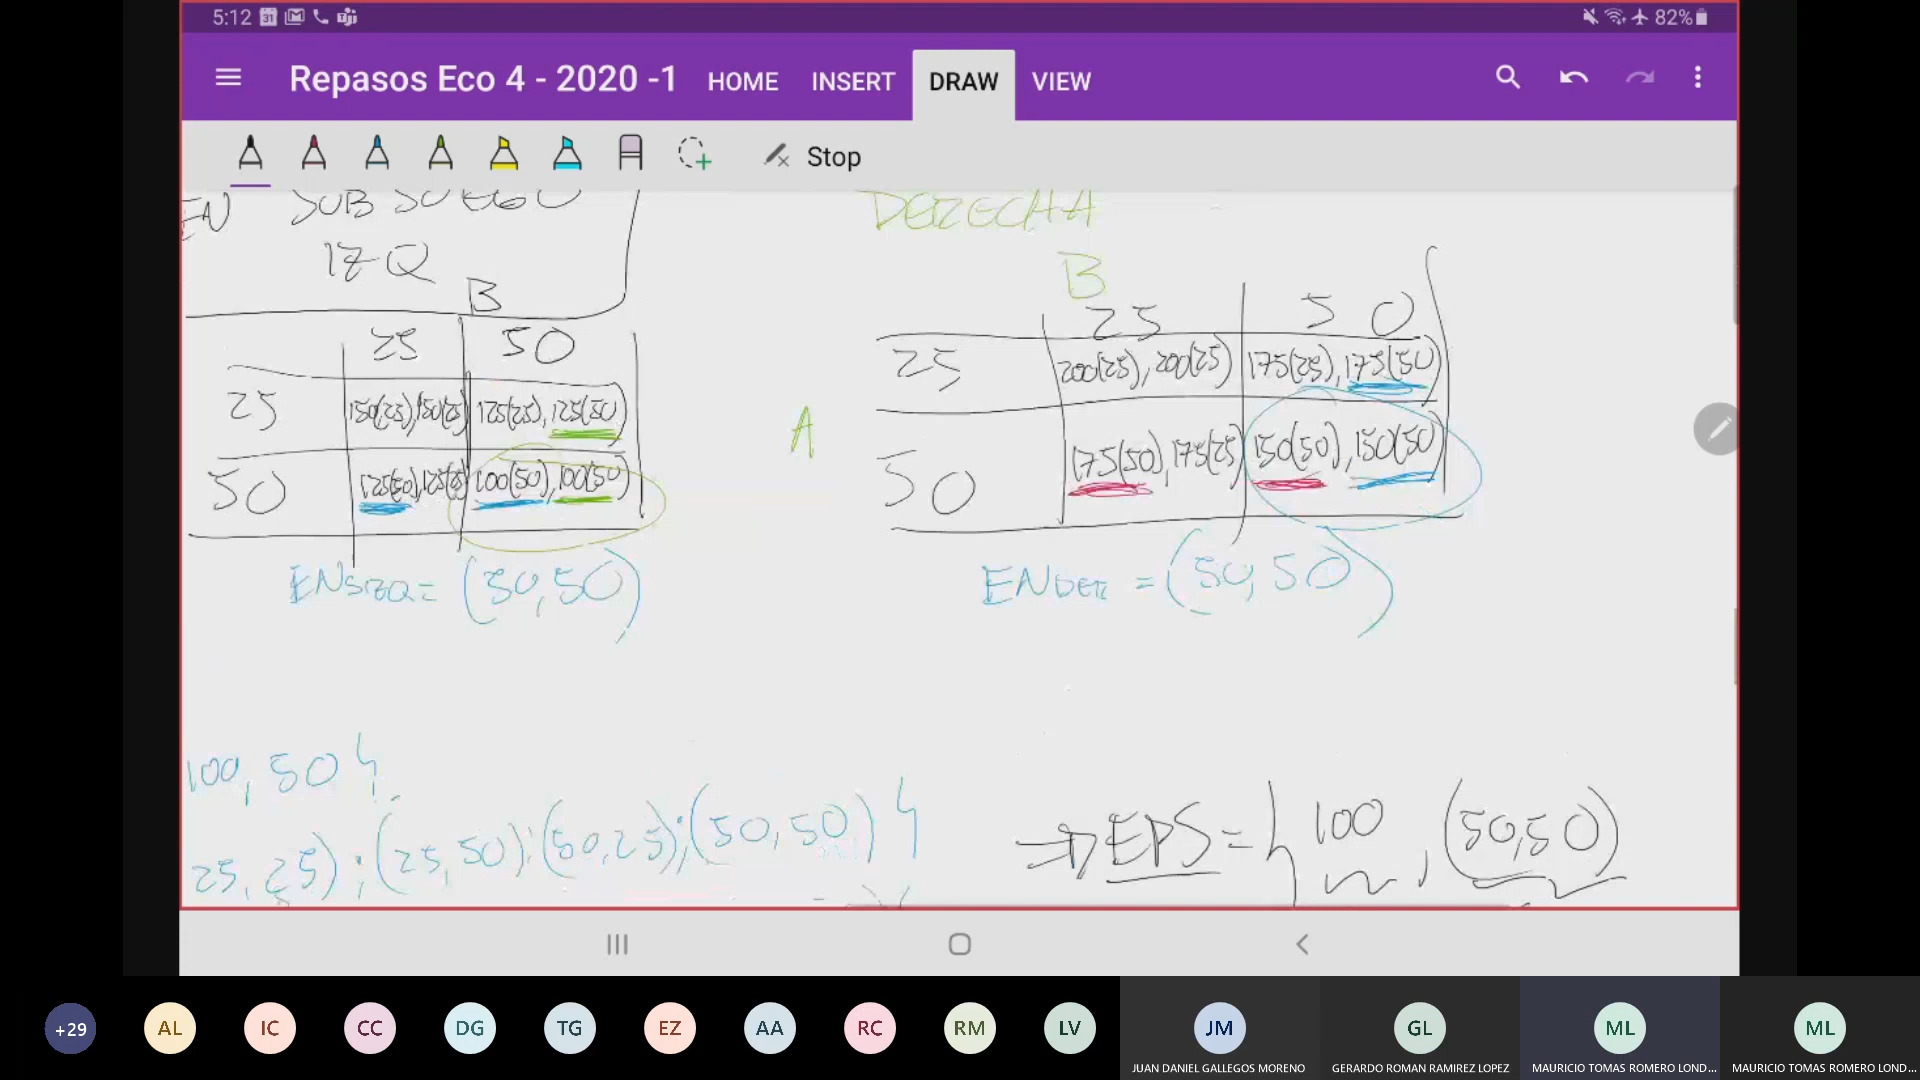 5:12 82%
Repasos Eco 4 - 2020 -1 HOME INSERT DRAW VIEW
Stop
EN SUBJUEGO
IZQ
B
25 50
25 150(25),150(25) 125(25),125(50)
50 125(50),125(25) 100(50),100(50)
ENSIZQ = (50,50)
DERECHA
B
25 50
A
25 200(25),200(25) 175(25),175(50)
50 175(50),175(25) 150(50),150(50)
ENDER = (50,50)
100, 50}
25,25);(25,50);(50,25);(50,50)}
⇒ EPS = { 100, (50,50)
+29 AL IC CC DG TG EZ AA RC RM LV JM GL ML ML
JUAN DANIEL GALLEGOS MORENO GERARDO ROMAN RAMIREZ LOPEZ MAURICIO TOMAS ROMERO LOND... MAURICIO TOMAS ROMERO LOND...